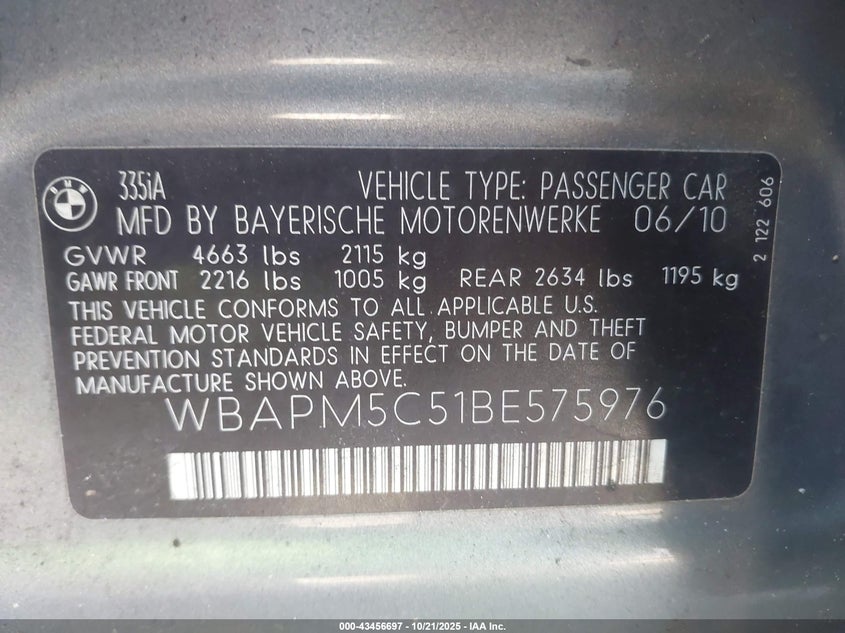 335iA VEHICLE TYPE: PASSENGER CAR
BMW MFD BY BAYERISCHE MOTORENWERKE 06/10
GVWR 4663 lbs 2115 kg
GAWR FRONT 2216 lbs 1005 kg REAR 2634 lbs 1195 kg
THIS VEHICLE CONFORMS TO ALL APPLICABLE U.S.
FEDERAL MOTOR VEHICLE SAFETY, BUMPER AND THEFT
PREVENTION STANDARDS IN EFFECT ON THE DATE OF
MANUFACTURE SHOWN ABOVE.
WBAPM5C51BE575976
2 122 606
000-43456697 - 10/21/2025 - IAA Inc.